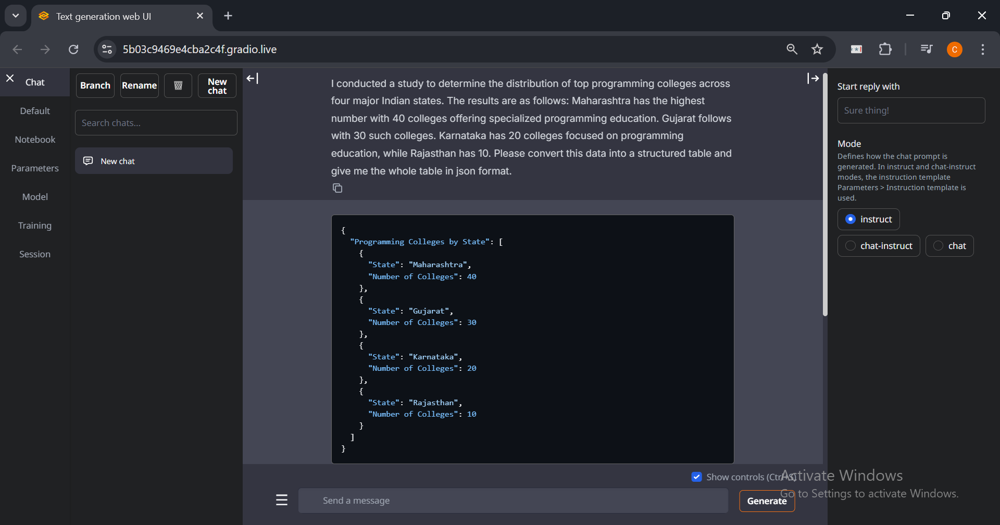 Text generation web UI
5b03c9469e4cba2c4f.gradio.live
C
Chat
Default
Notebook
Parameters
Model
Training
Session
Branch
Rename
New chat
Search chats...
New chat
I conducted a study to determine the distribution of top programming colleges across
four major Indian states. The results are as follows: Maharashtra has the highest
number with 40 colleges offering specialized programming education. Gujarat follows
with 30 such colleges. Karnataka has 20 colleges focused on programming
education, while Rajasthan has 10. Please convert this data into a structured table and
give me the whole table in json format.
{
"Programming Colleges by State": [
{
"State": "Maharashtra",
"Number of Colleges": 40
},
{
"State": "Gujarat",
"Number of Colleges": 30
},
{
"State": "Karnataka",
"Number of Colleges": 20
},
{
"State": "Rajasthan",
"Number of Colleges": 10
}
]
}
Show controls (Ctrl+S)
Send a message
Generate
Start reply with
Sure thing!
Mode
Defines how the chat prompt is
generated. In instruct and chat-instruct
modes, the instruction template
Parameters > Instruction template is
used.
instruct
chat-instruct
chat
Activate Windows
Go to Settings to activate Windows.